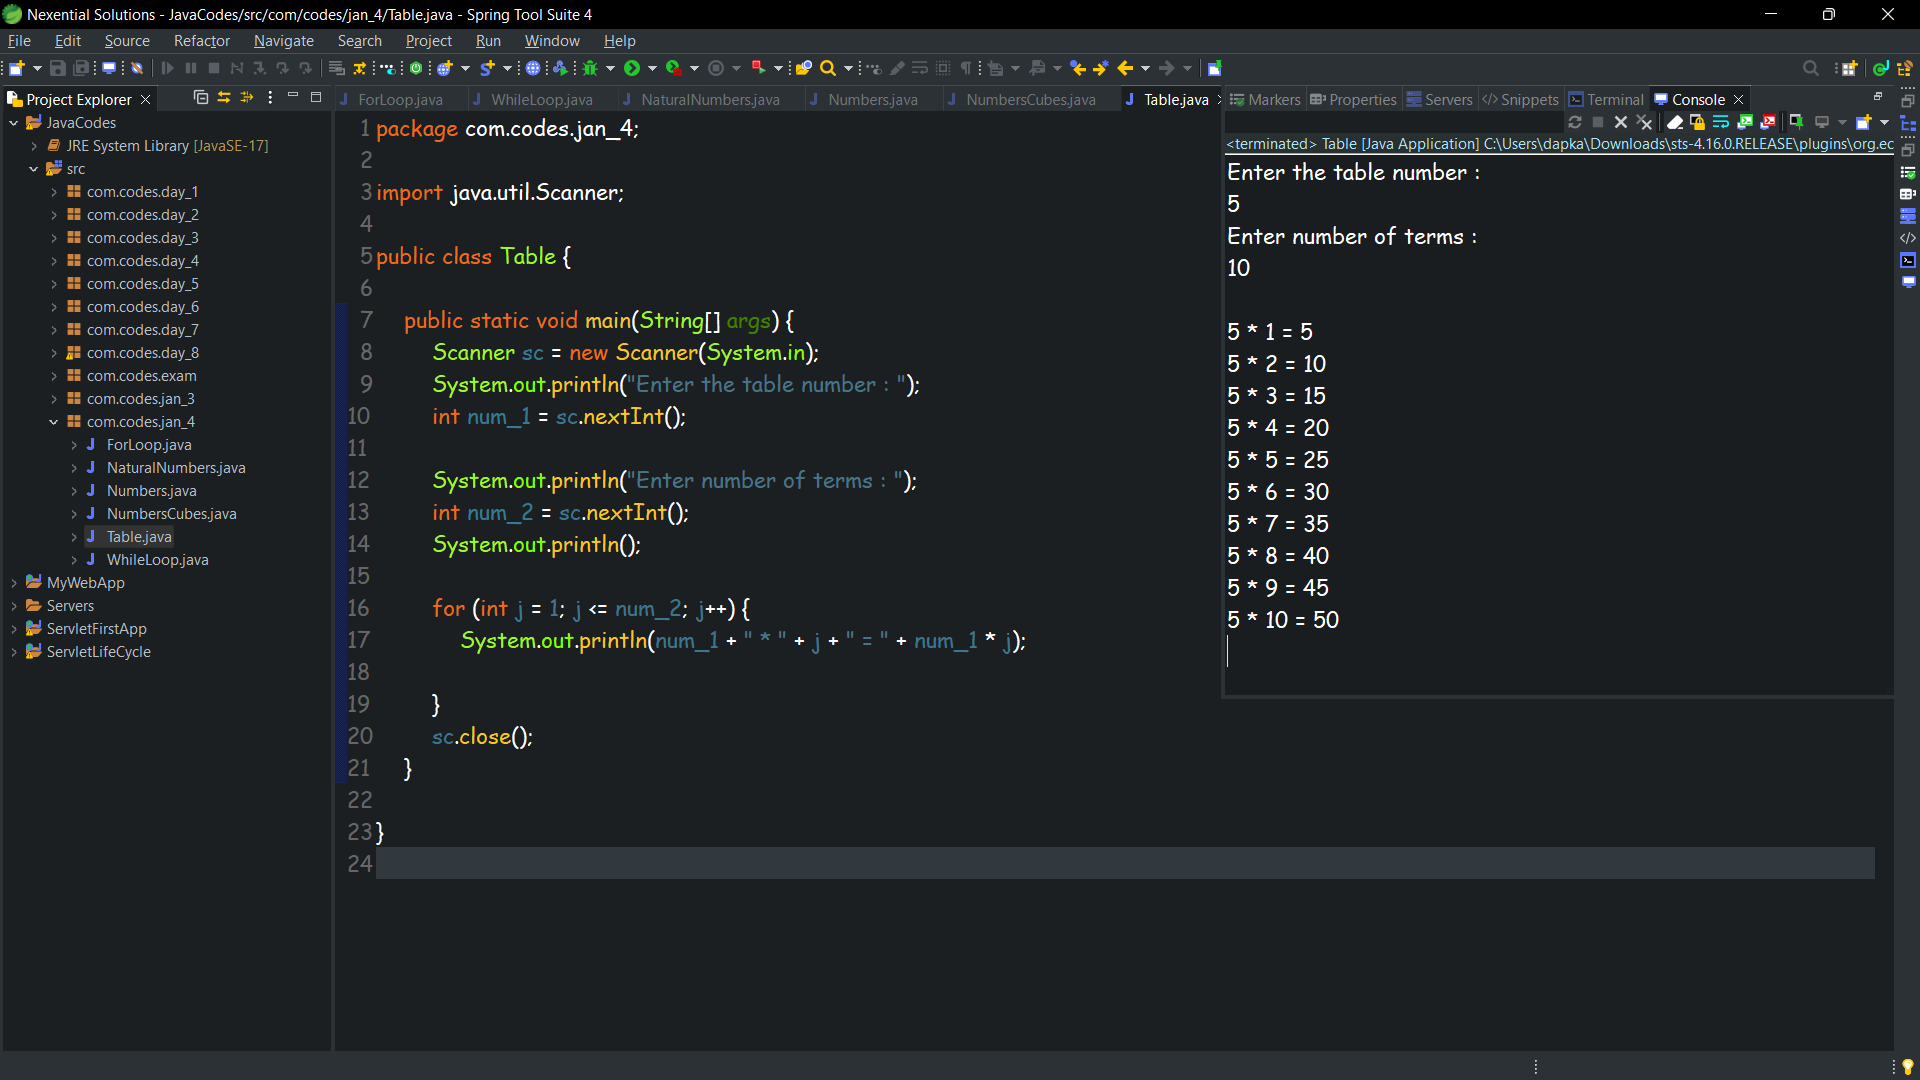 Nexential Solutions - JavaCodes/src/com/codes/jan_4/Table.java - Spring Tool Suite 4
File Edit Source Refactor Navigate Search Project Run Window Help
Project Explorer
JavaCodes
JRE System Library [JavaSE-17]
src
com.codes.day_1
com.codes.day_2
com.codes.day_3
com.codes.day_4
com.codes.day_5
com.codes.day_6
com.codes.day_7
com.codes.day_8
com.codes.exam
com.codes.jan_3
com.codes.jan_4
ForLoop.java
NaturalNumbers.java
Numbers.java
NumbersCubes.java
Table.java
WhileLoop.java
MyWebApp
Servers
ServletFirstApp
ServletLifeCycle
ForLoop.java WhileLoop.java NaturalNumbers.java Numbers.java NumbersCubes.java Table.java
1 package com.codes.jan_4;
2
3 import java.util.Scanner;
4
5 public class Table {
6
7 public static void main(String[] args) {
8 Scanner sc = new Scanner(System.in);
9 System.out.println("Enter the table number : ");
10 int num_1 = sc.nextInt();
11
12 System.out.println("Enter number of terms : ");
13 int num_2 = sc.nextInt();
14 System.out.println();
15
16 for (int j = 1; j <= num_2; j++) {
17 System.out.println(num_1 + " * " + j + " = " + num_1 * j);
18
19 }
20 sc.close();
21 }
22
23 }
24
Markers Properties Servers Snippets Terminal Console
<terminated> Table [Java Application] C:\Users\dapka\Downloads\sts-4.16.0.RELEASE\plugins\org.ec
Enter the table number :
5
Enter number of terms :
10
5 * 1 = 5
5 * 2 = 10
5 * 3 = 15
5 * 4 = 20
5 * 5 = 25
5 * 6 = 30
5 * 7 = 35
5 * 8 = 40
5 * 9 = 45
5 * 10 = 50